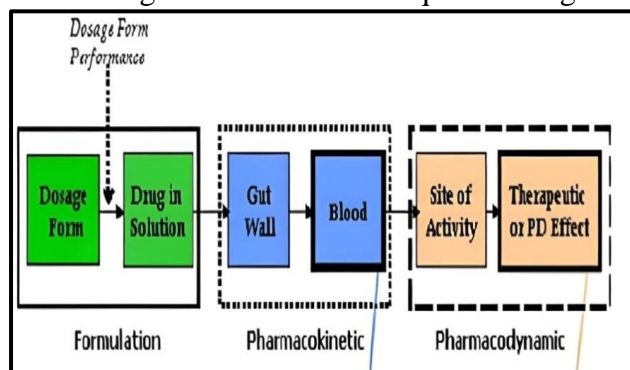 Dosage Form
Performance
Dosage
Form
Drug in
Solution
Gut
Wall
Blood
Site of
Activity
Therapeutic
or PD Effect
Formulation
Pharmacokinetic
Pharmacodynamic